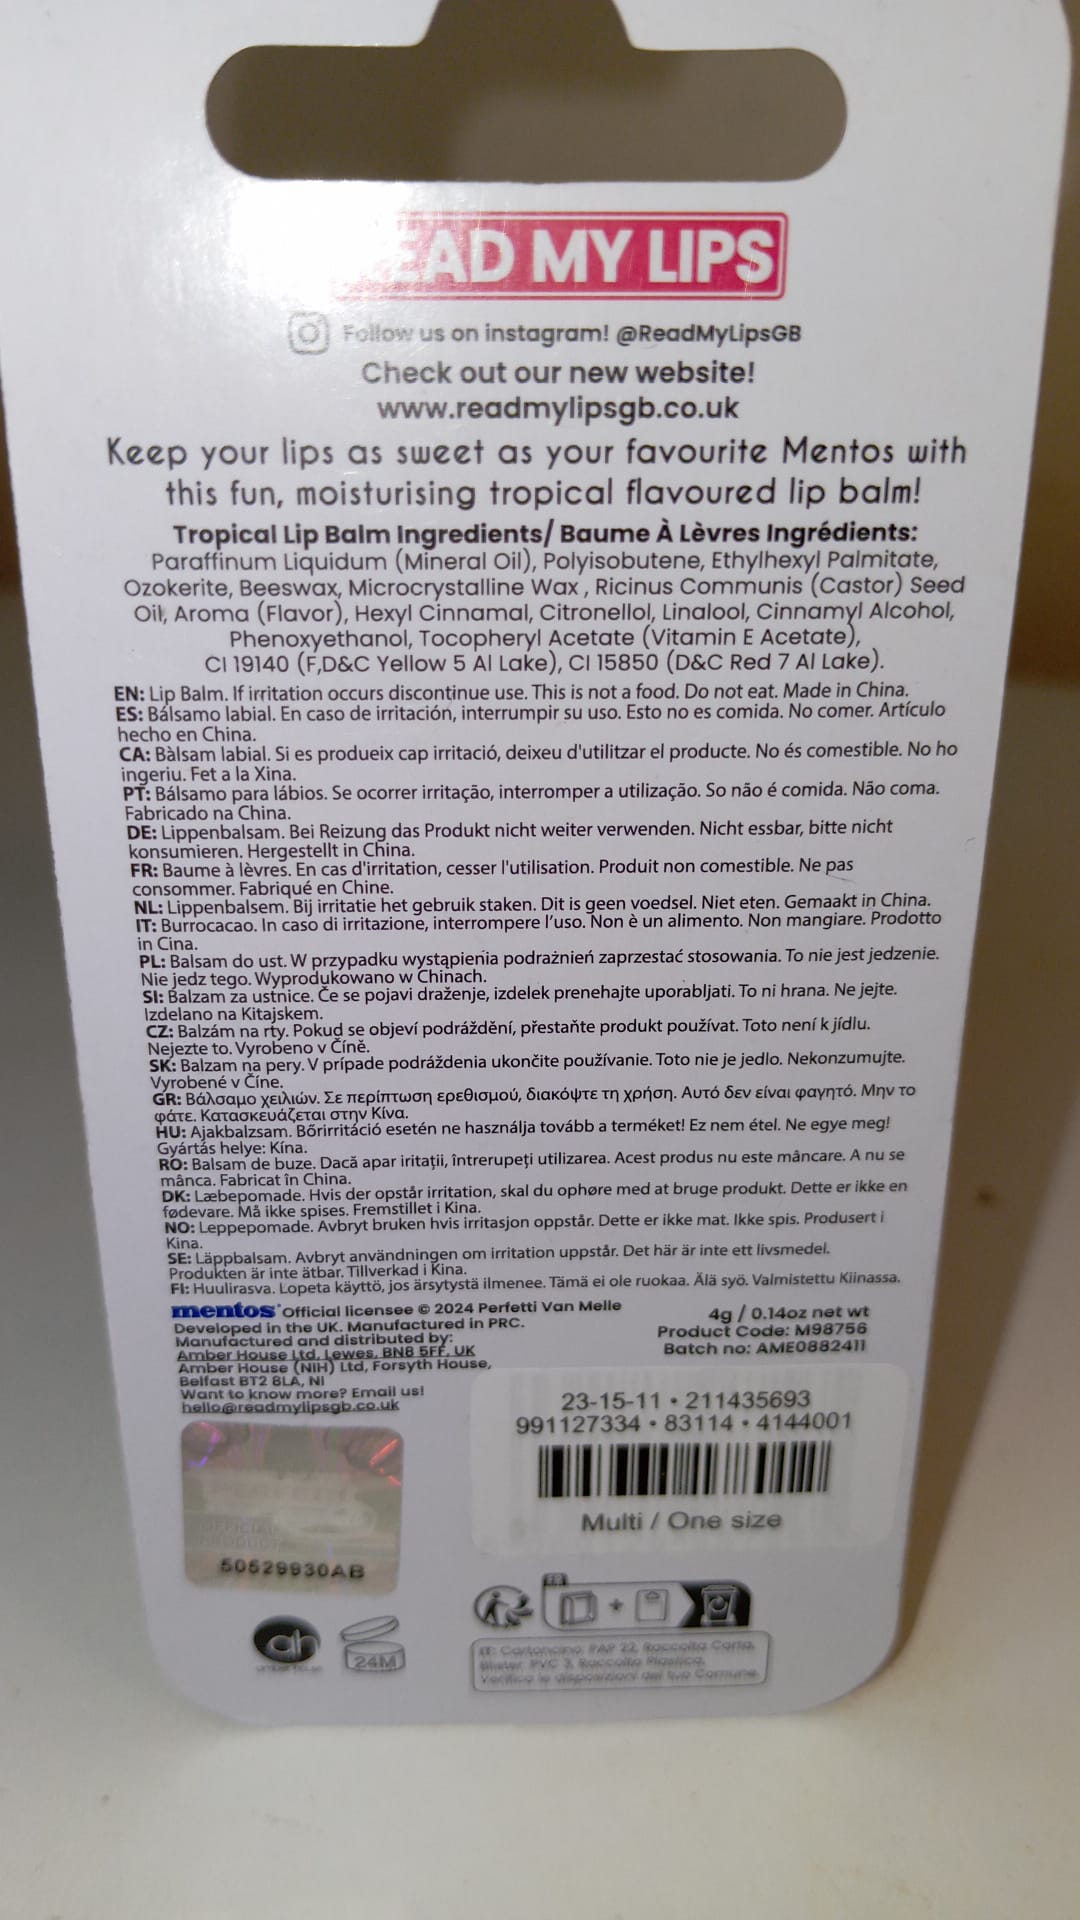 EAD MY LIPS
Follow us on instagram! @ReadMyLipsGB
Check out our new website!
www.readmylipsgb.co.uk
Keep your lips as sweet as your favourite Mentos with
this fun, moisturising tropical flavoured lip balm!
Tropical Lip Balm Ingredients/ Baume À Lèvres Ingrédients:
Paraffinum Liquidum (Mineral Oil), Polyisobutene, Ethylhexyl Palmitate,
Ozokerite, Beeswax, Microcrystalline Wax , Ricinus Communis (Castor) Seed
Oil, Aroma (Flavor), Hexyl Cinnamal, Citronellol, Linalool, Cinnamyl Alcohol,
Phenoxyethanol, Tocopheryl Acetate (Vitamin E Acetate),
CI 19140 (F,D&C Yellow 5 Al Lake), CI 15850 (D&C Red 7 Al Lake).
EN: Lip Balm. If irritation occurs discontinue use. This is not a food. Do not eat. Made in China.
ES: Bálsamo labial. En caso de irritación, interrumpir su uso. Esto no es comida. No comer. Artículo
hecho en China.
CA: Bàlsam labial. Si es produeix cap irritació, deixeu d'utilitzar el producte. No és comestible. No ho
ingeriu. Fet a la Xina.
PT: Bálsamo para lábios. Se ocorrer irritação, interromper a utilização. So não é comida. Não coma.
Fabricado na China.
DE: Lippenbalsam. Bei Reizung das Produkt nicht weiter verwenden. Nicht essbar, bitte nicht
konsumieren. Hergestellt in China.
FR: Baume à lèvres. En cas d'irritation, cesser l'utilisation. Produit non comestible. Ne pas
consommer. Fabriqué en Chine.
NL: Lippenbalsem. Bij irritatie het gebruik staken. Dit is geen voedsel. Niet eten. Gemaakt in China.
IT: Burrocacao. In caso di irritazione, interrompere l'uso. Non è un alimento. Non mangiare. Prodotto
in Cina.
PL: Balsam do ust. W przypadku wystąpienia podrażnień zaprzestać stosowania. To nie jest jedzenie.
Nie jedz tego. Wyprodukowano w Chinach.
SI: Balzam za ustnice. Če se pojavi draženje, izdelek prenehajte uporabljati. To ni hrana. Ne jejte.
Izdelano na Kitajskem.
CZ: Balzám na rty. Pokud se objeví podráždění, přestaňte produkt používat. Toto není k jídlu.
Nejezte to. Vyrobeno v Číně.
SK: Balzam na pery. V prípade podráždenia ukončite používanie. Toto nie je jedlo. Nekonzumujte.
Vyrobené v Číne.
GR: Βάλσαμο χειλιών. Σε περίπτωση ερεθισμού, διακόψτε τη χρήση. Αυτό δεν είναι φαγητό. Μην το
φάτε. Κατασκευάζεται στην Κίνα.
HU: Ajakbalzsam. Bőrirritáció esetén ne használja tovább a terméket! Ez nem étel. Ne egye meg!
Gyártás helye: Kína.
RO: Balsam de buze. Dacă apar iritații, întrerupeți utilizarea. Acest produs nu este mâncare. A nu se
mânca. Fabricat în China.
DK: Læbepomade. Hvis der opstår irritation, skal du ophøre med at bruge produkt. Dette er ikke en
fødevare. Må ikke spises. Fremstillet i Kina.
NO: Leppepomade. Avbryt bruken hvis irritasjon oppstår. Dette er ikke mat. Ikke spis. Produsert i
Kina.
SE: Läppbalsam. Avbryt användningen om irritation uppstår. Det här är inte ett livsmedel.
Produkten är inte ätbar. Tillverkad i Kina.
FI: Huulirasva. Lopeta käyttö, jos ärsytystä ilmenee. Tämä ei ole ruokaa. Älä syö. Valmistettu Kiinassa.
mentos Official licensee © 2024 Perfetti Van Melle
Developed in the UK. Manufactured in PRC.
Manufactured and distributed by:
Amber House Ltd, Lewes, BN8 5FF, UK
Amber House (NIH) Ltd, Forsyth House,
Belfast BT2 8LA, NI
Want to know more? Email us!
hello@readmylipsgb.co.uk
4g / 0.14oz net wt
Product Code: M98756
Batch no: AME0882411
23-15-11 • 211435693
991127334 • 83114 • 4144001
Multi / One size
OFFICIAL
PRODUCT
50529930AB
ah
amber house
24M
IT: Cartoncino: PAP 22, Raccolta Carta.
Blister: PVC 3, Raccolta Plastica.
Verifica le disposizioni del tuo Comune.